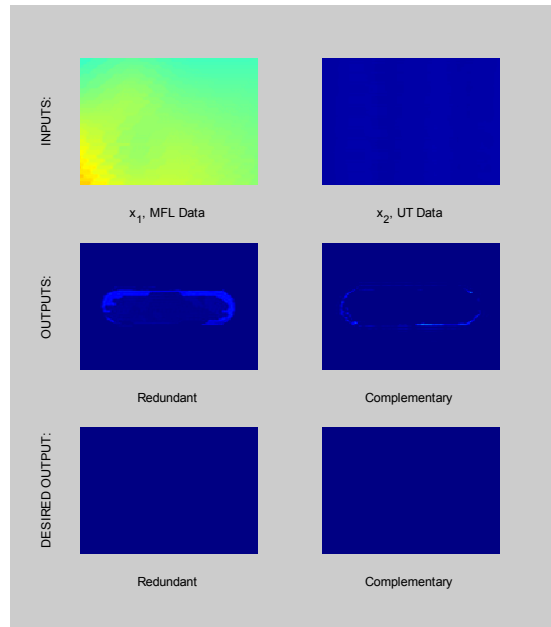 INPUTS:
x1, MFL Data
x2, UT Data
OUTPUTS:
Redundant
Complementary
DESIRED OUTPUT:
Redundant
Complementary